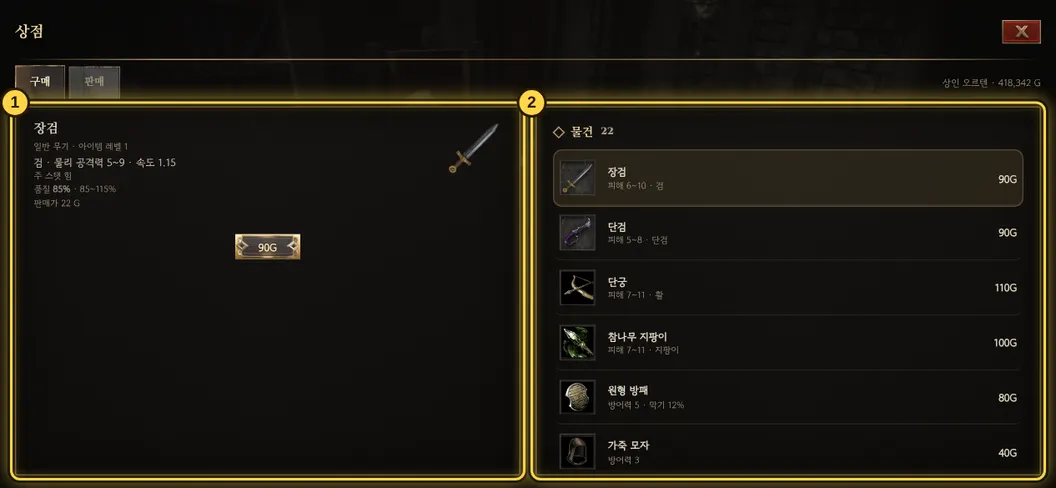 상점
구매
판매
상인 오르텐 · 418,342 G
1
장검
일반 무기 · 아이템 레벨 1
검 · 물리 공격력 5~9 · 속도 1.15
주 스탯 힘
품질 85% · 85~115%
판매가 22 G
90G
2
물건 22
장검
피해 6~10 · 검
90G
단검
피해 5~8 · 단검
90G
단궁
피해 7~11 · 활
110G
참나무 지팡이
피해 7~11 · 지팡이
100G
원형 방패
방어력 5 · 막기 12%
80G
가죽 모자
방어력 3
40G